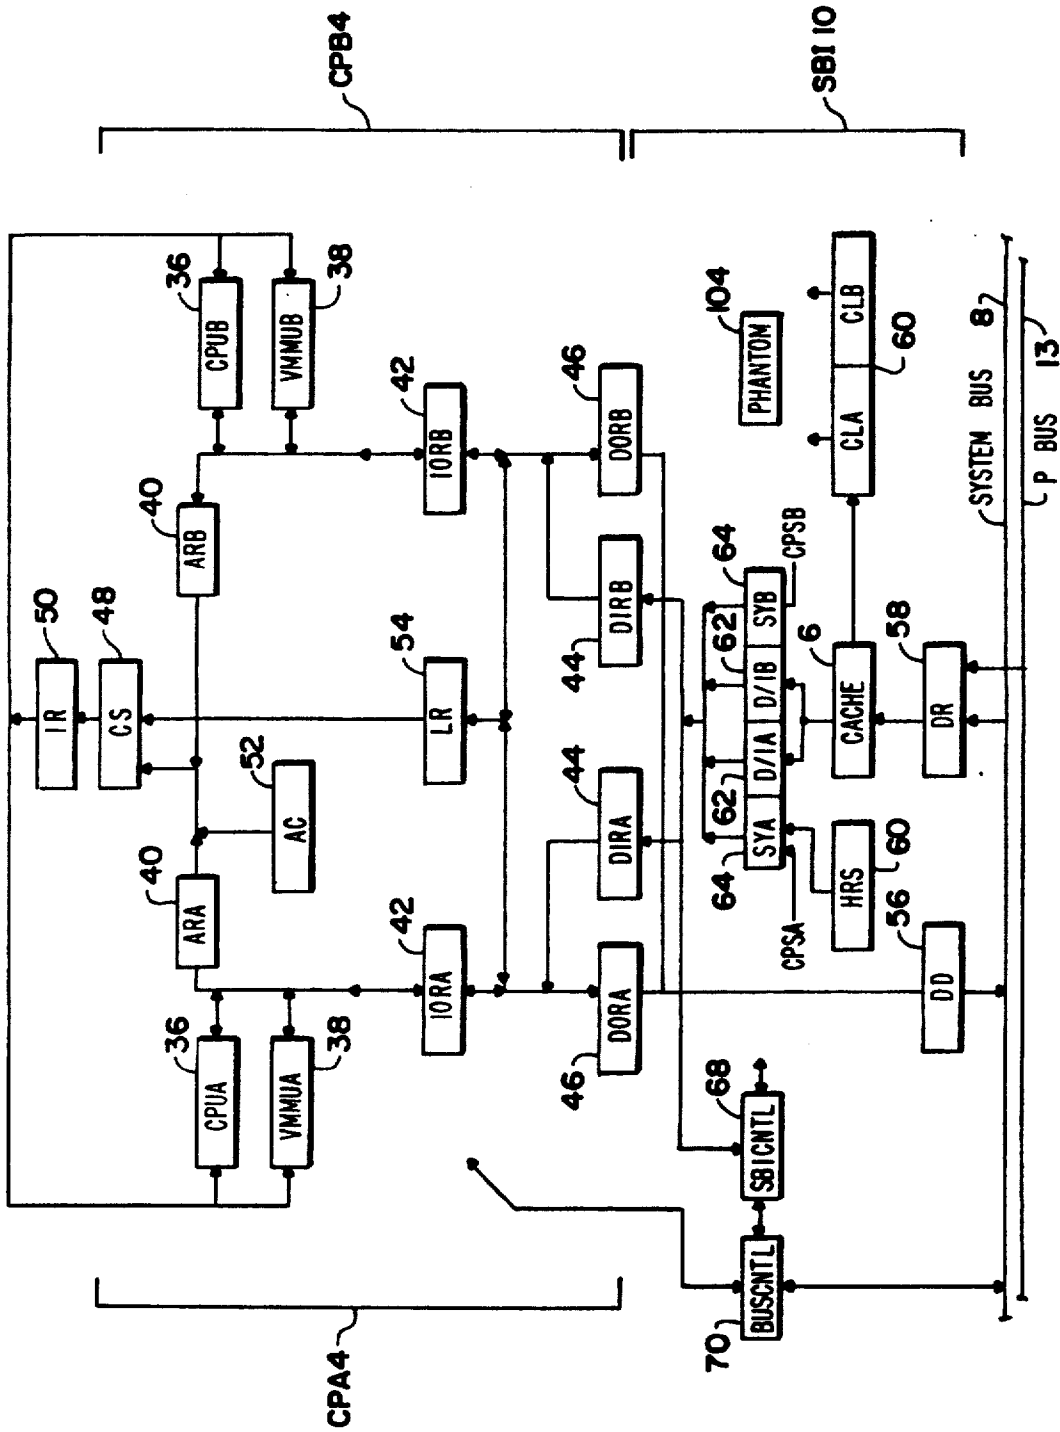 CPA4
CPB4
SBI 10
IR
50
CS
48
ARA
40
ARB
40
AC
52
CPUA
36
VMMUA
38
CPUB
36
VMMUB
38
IORA
42
LR
54
IORB
42
DORA
46
DIRA
44
DIRB
44
DORB
46
BUSCNTL
70
SBICNTL
68
SYA
64
D/IA
62
D/IB
62
SYB
64
CPSA
CPSB
PHANTOM
104
HRS
60
CACHE
6
CLA
CLB
60
DD
56
DR
58
SYSTEM BUS 8
P BUS 13